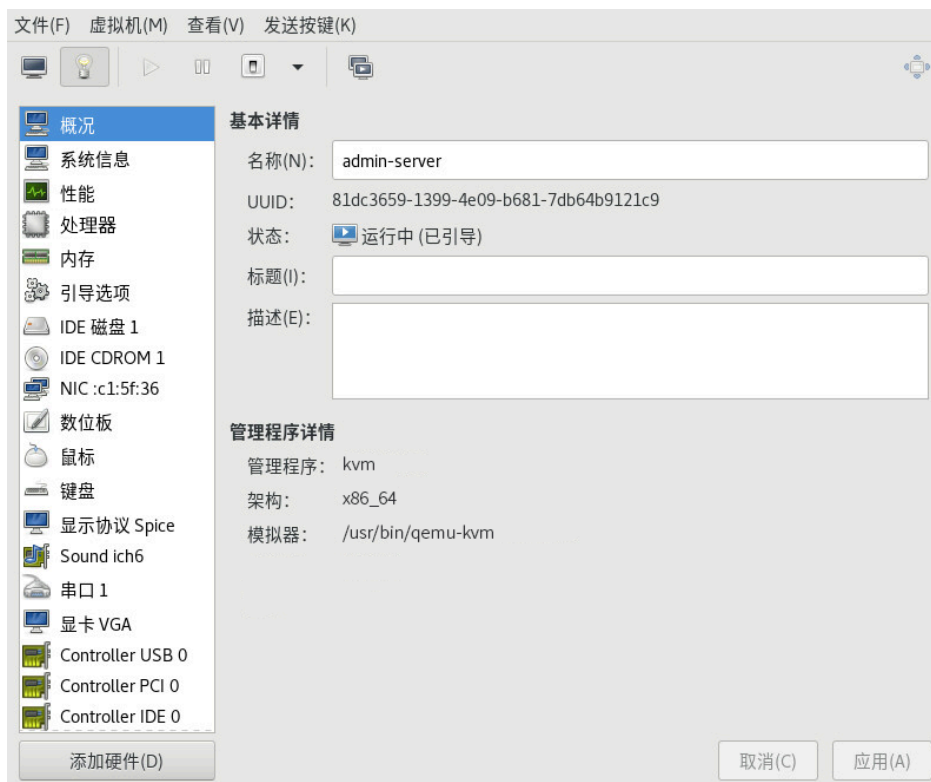 文件(F) 虚拟机(M) 查看(V) 发送按键(K)
概况
系统信息
性能
处理器
内存
引导选项
IDE 磁盘 1
IDE CDROM 1
NIC :c1:5f:36
数位板
鼠标
键盘
显示协议 Spice
Sound ich6
串口 1
显卡 VGA
Controller USB 0
Controller PCI 0
Controller IDE 0
添加硬件(D)
基本详情
名称(N): admin-server
UUID: 81dc3659-1399-4e09-b681-7db64b9121c9
状态: 运行中 (已引导)
标题(I):
描述(E):
管理程序详情
管理程序: kvm
架构: x86_64
模拟器: /usr/bin/qemu-kvm
取消(C) 应用(A)